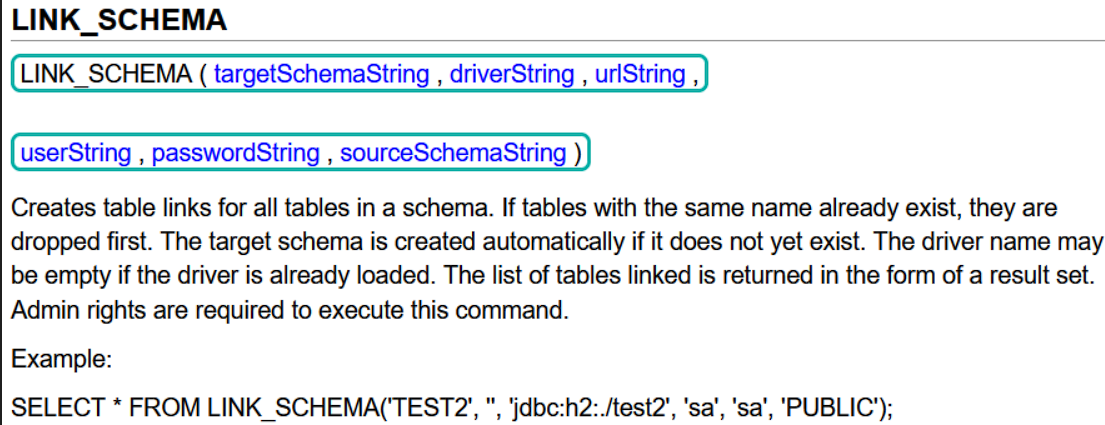 LINK_SCHEMA
LINK_SCHEMA ( targetSchemaString , driverString , urlString ,
userString , passwordString , sourceSchemaString )
Creates table links for all tables in a schema. If tables with the same name already exist, they are
dropped first. The target schema is created automatically if it does not yet exist. The driver name may
be empty if the driver is already loaded. The list of tables linked is returned in the form of a result set.
Admin rights are required to execute this command.
Example:
SELECT * FROM LINK_SCHEMA('TEST2', '', 'jdbc:h2:./test2', 'sa', 'sa', 'PUBLIC');